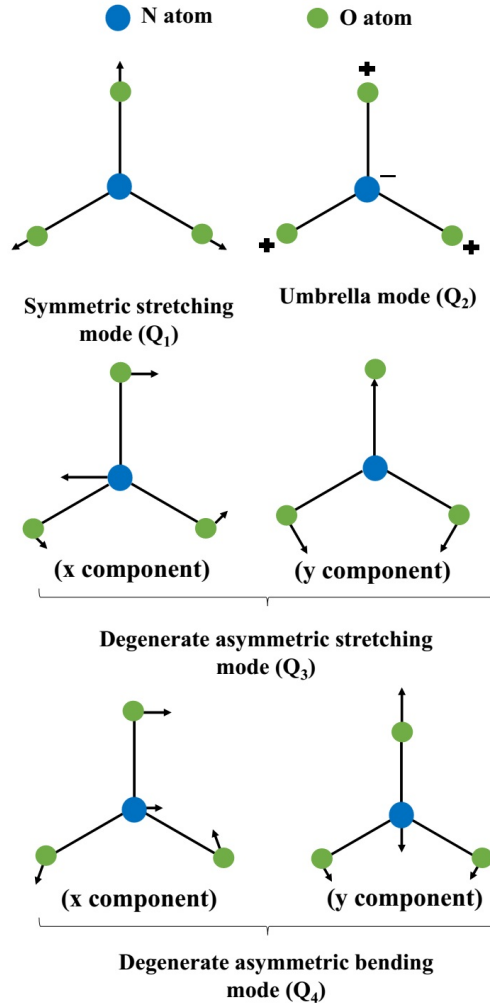 N atom O atom
+
−
+ +
Symmetric stretching
mode (Q1)
Umbrella mode (Q2)
(x component) (y component)
Degenerate asymmetric stretching
mode (Q3)
(x component) (y component)
Degenerate asymmetric bending
mode (Q4)